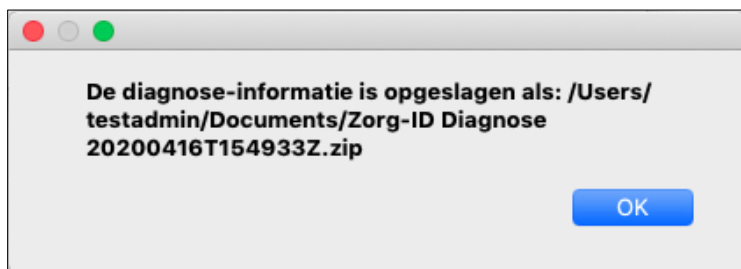 De diagnose-informatie is opgeslagen als: /Users/
testadmin/Documents/Zorg-ID Diagnose
20200416T154933Z.zip
OK